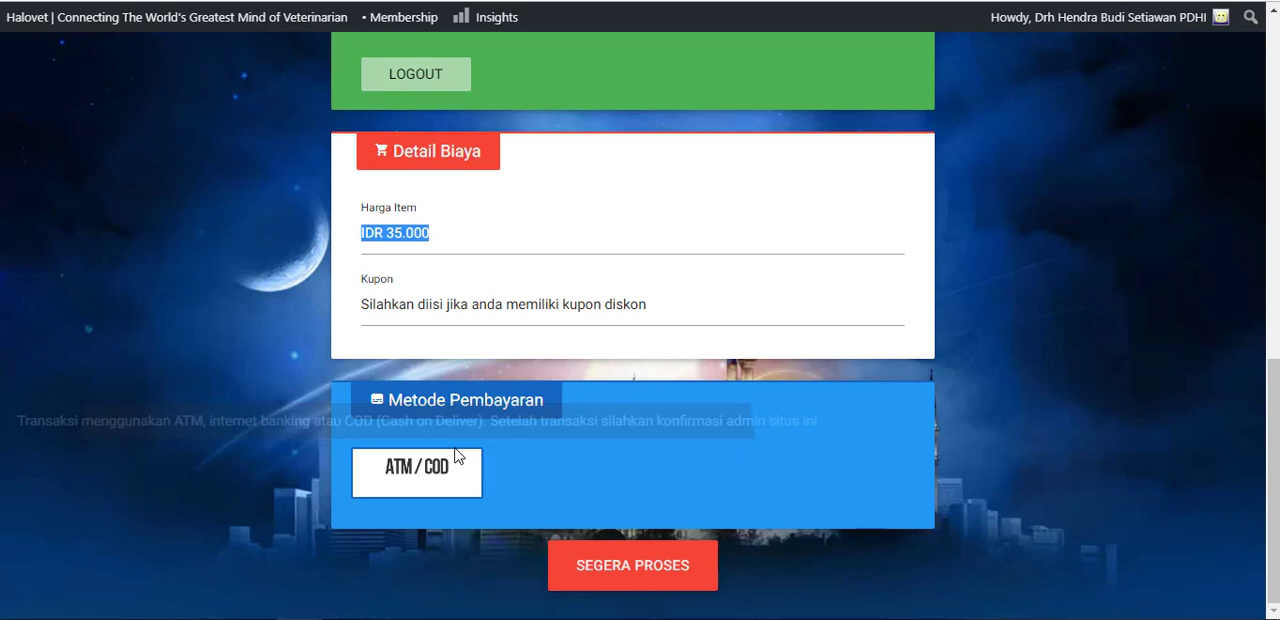 Halovet | Connecting The World's Greatest Mind of Veterinarian • Membership Insights Howdy, Drh Hendra Budi Setiawan PDHI
LOGOUT
Detail Biaya
Harga Item
IDR 35.000
Kupon
Silahkan diisi jika anda memiliki kupon diskon
Metode Pembayaran
Transaksi menggunakan ATM, internet banking atau COD (Cash on Deliver). Setelah transaksi silahkan konfirmasi admin situs ini.
ATM / COD
SEGERA PROSES